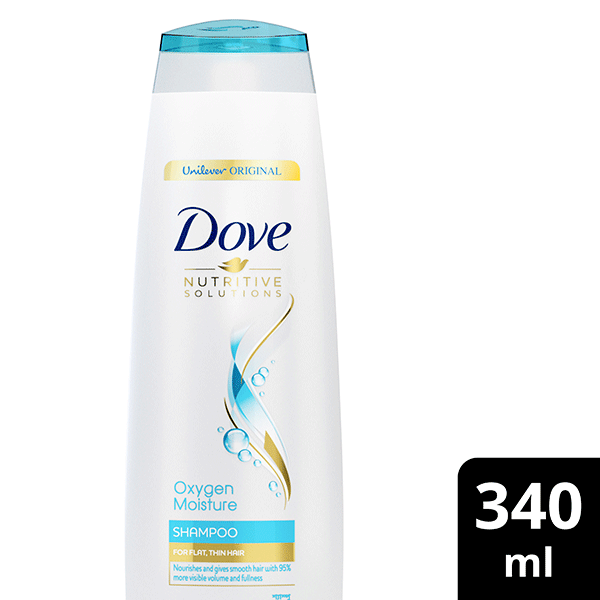 Unilever ORIGINAL
Dove
NUTRITIVE
SOLUTIONS
Oxygen
Moisture
SHAMPOO
FOR FLAT, THIN HAIR
Nourishes and gives smooth hair with 95%
more visible volume and fullness
340
ml